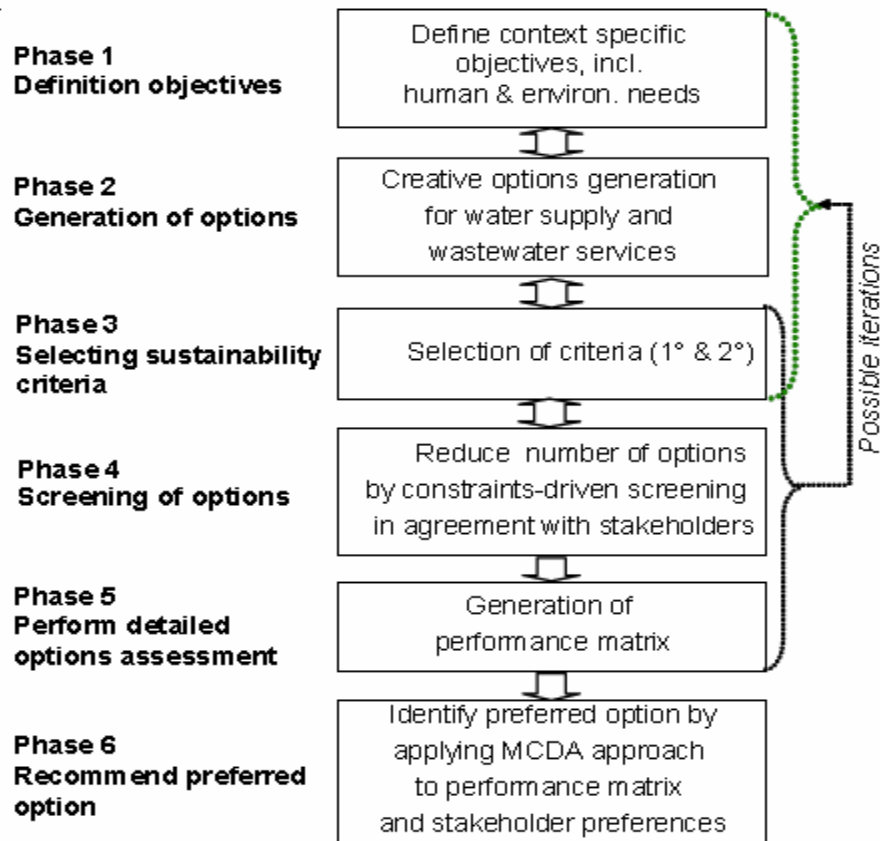 Phase 1
Definition objectives
Define context specific
objectives, incl.
human & environ. needs
Phase 2
Generation of options
Creative options generation
for water supply and
wastewater services
Phase 3
Selecting sustainability
criteria
Selection of criteria (1° & 2°)
Phase 4
Screening of options
Reduce number of options
by constraints-driven screening
in agreement with stakeholders
Phase 5
Perform detailed
options assessment
Generation of
performance matrix
Phase 6
Recommend preferred
option
Identify preferred option by
applying MCDA approach
to performance matrix
and stakeholder preferences
Possible iterations